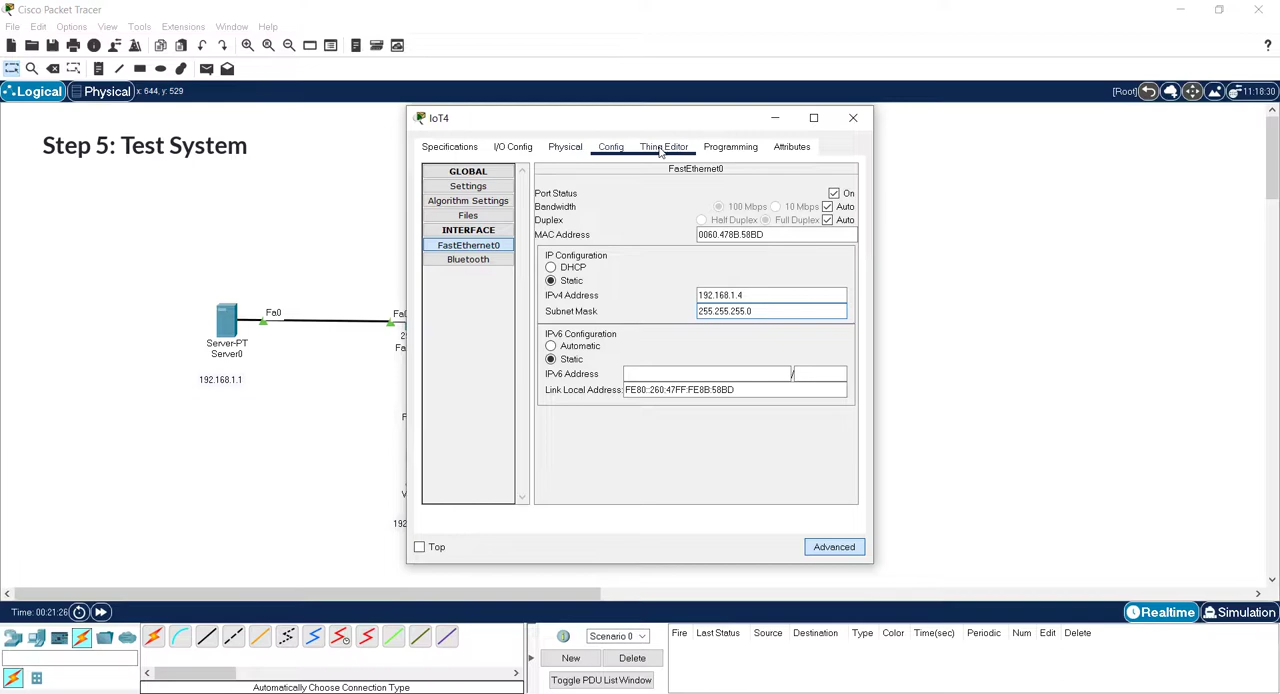 Cisco Packet Tracer
File Edit Options View Tools Extensions Window Help
?
Logical Physical x: 644, y: 529 [Root] 11:18:30
Step 5: Test System
IoT4
Specifications I/O Config Physical Config Thing Editor Programming Attributes
GLOBAL
Settings
Algorithm Settings
Files
INTERFACE
FastEthernet0
Bluetooth
FastEthernet0
Port Status On
Bandwidth 100 Mbps 10 Mbps Auto
Duplex Half Duplex Full Duplex Auto
MAC Address 0060.478B.58BD
IP Configuration
DHCP
Static
IPv4 Address 192.168.1.4
Subnet Mask 255.255.255.0
IPv6 Configuration
Automatic
Static
IPv6 Address /
Link Local Address: FE80::260:47FF:FE8B:58BD
Top Advanced
Fa0
Server-PT
Server0
192.168.1.1
Time: 00:21:26 Realtime Simulation
Scenario 0
New Delete
Toggle PDU List Window
Fire Last Status Source Destination Type Color Time(sec) Periodic Num Edit Delete
Automatically Choose Connection Type